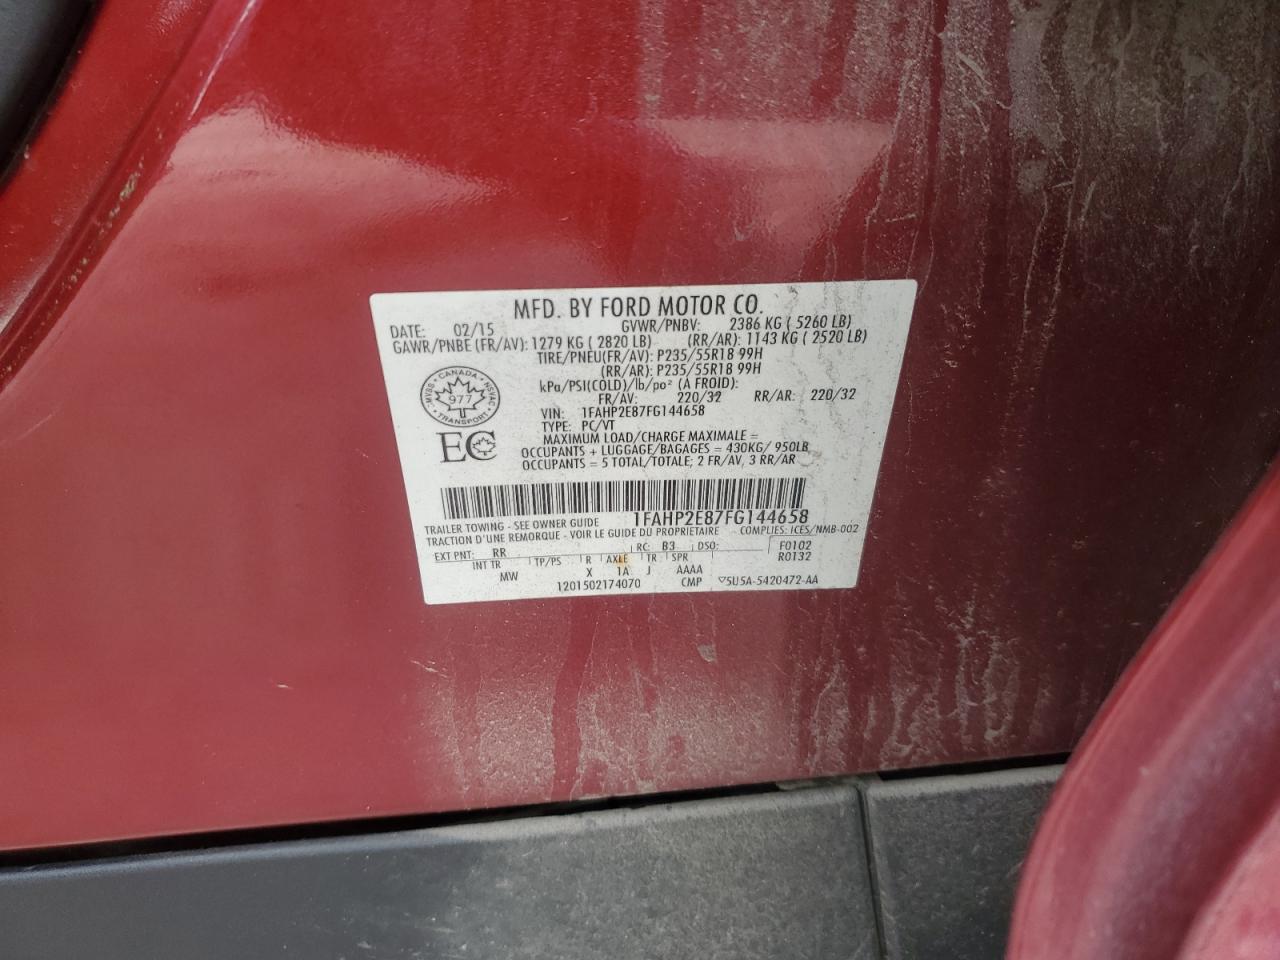 MFD. BY FORD MOTOR CO.
DATE: 02/15 GVWR/PNBV: 2386 KG ( 5260 LB)
GAWR/PNBE (FR/AV): 1279 KG ( 2820 LB) (RR/AR): 1143 KG ( 2520 LB)
TIRE/PNEU(FR/AV): P235/55R18 99H
(RR/AR): P235/55R18 99H
kPa/PSI(COLD)/lb/po² (A FROID):
FR/AV: 220/32 RR/AR: 220/32
CANADA
MVSS - NSVAC
977
TRANSPORT
VIN: 1FAHP2E87FG144658
TYPE: PC/VT
EC
MAXIMUM LOAD/CHARGE MAXIMALE =
OCCUPANTS + LUGGAGE/BAGAGES = 430KG/ 950LB
OCCUPANTS = 5 TOTAL/TOTALE; 2 FR/AV, 3 RR/AR
1FAHP2E87FG144658
TRAILER TOWING - SEE OWNER GUIDE
TRACTION D'UNE REMORQUE - VOIR LE GUIDE DU PROPRIETAIRE COMPLIES: ICES/NMB-002
EXT PNT: RR RC: B3 DSO: F0102
INT TR TP/PS R AXLE TR SPR R0132
MW X 1A J AAAA
1201502174070 CMP ▽5U5A-5420472-AA